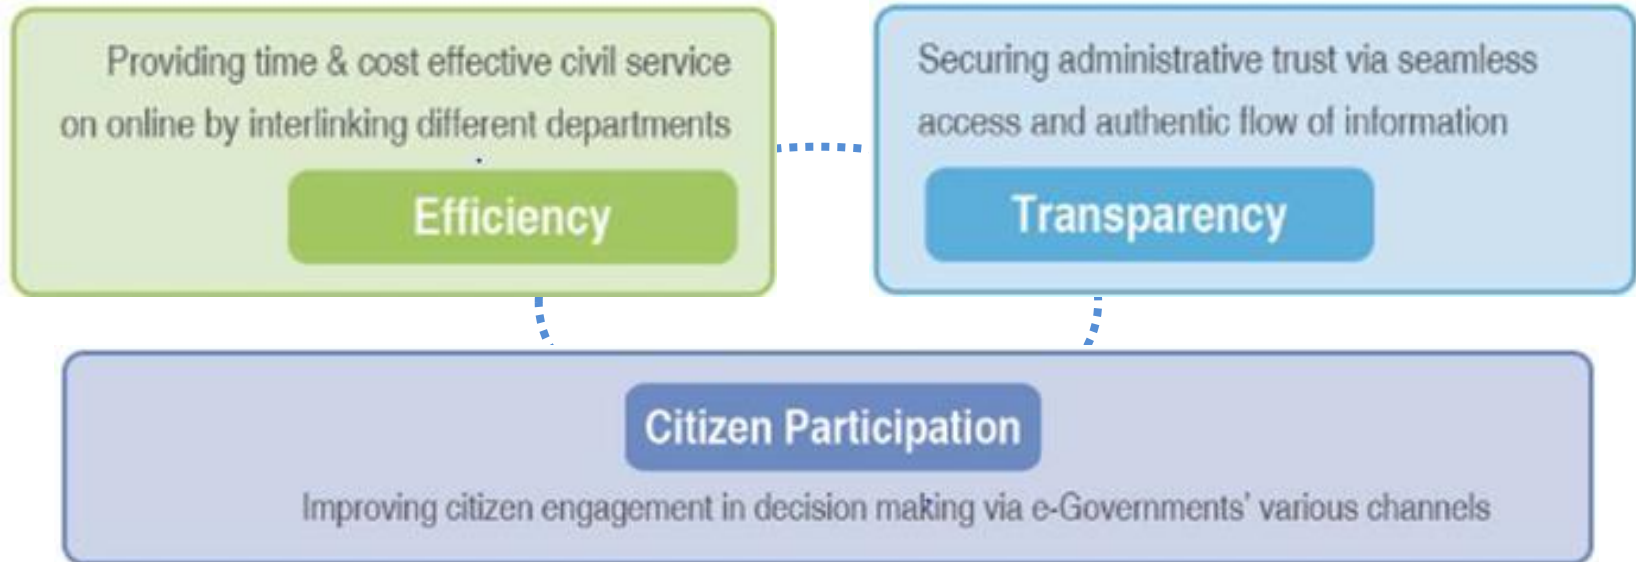 Providing time & cost effective civil service
on online by interlinking different departments
Efficiency
Securing administrative trust via seamless
access and authentic flow of information
Transparency
Citizen Participation
Improving citizen engagement in decision making via e-Governments' various channels